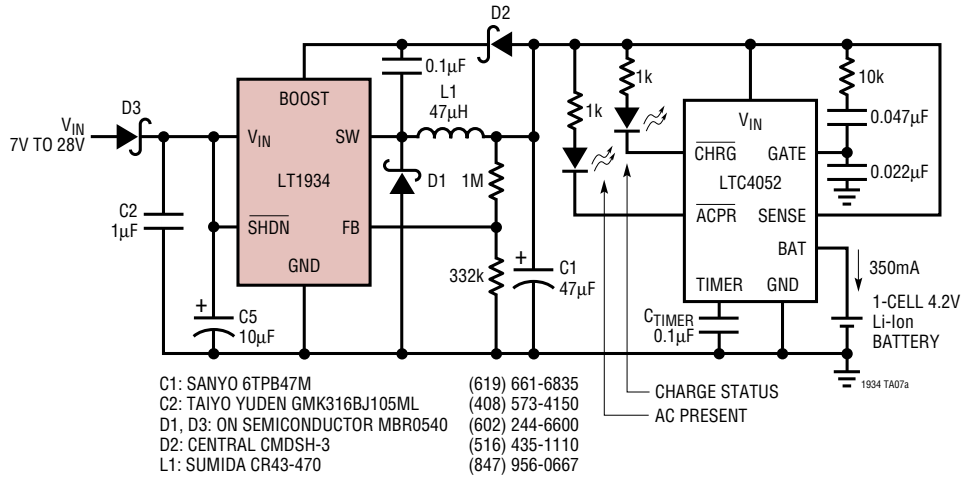 D2
0.1µF
L1
47µH
D3
VIN
7V TO 28V
BOOST
VIN
SW
LT1934
SHDN
FB
GND
C2
1µF
C5
10µF
+
D1
1M
332k
+
C1
47µF
1k
1k
10k
0.047µF
0.022µF
VIN
CHRG
GATE
LTC4052
ACPR
SENSE
BAT
TIMER
GND
CTIMER
0.1µF
350mA
1-CELL 4.2V
Li-Ion
BATTERY
1934 TA07a
CHARGE STATUS
AC PRESENT
C1: SANYO 6TPB47M (619) 661-6835
C2: TAIYO YUDEN GMK316BJ105ML (408) 573-4150
D1, D3: ON SEMICONDUCTOR MBR0540 (602) 244-6600
D2: CENTRAL CMDSH-3 (516) 435-1110
L1: SUMIDA CR43-470 (847) 956-0667